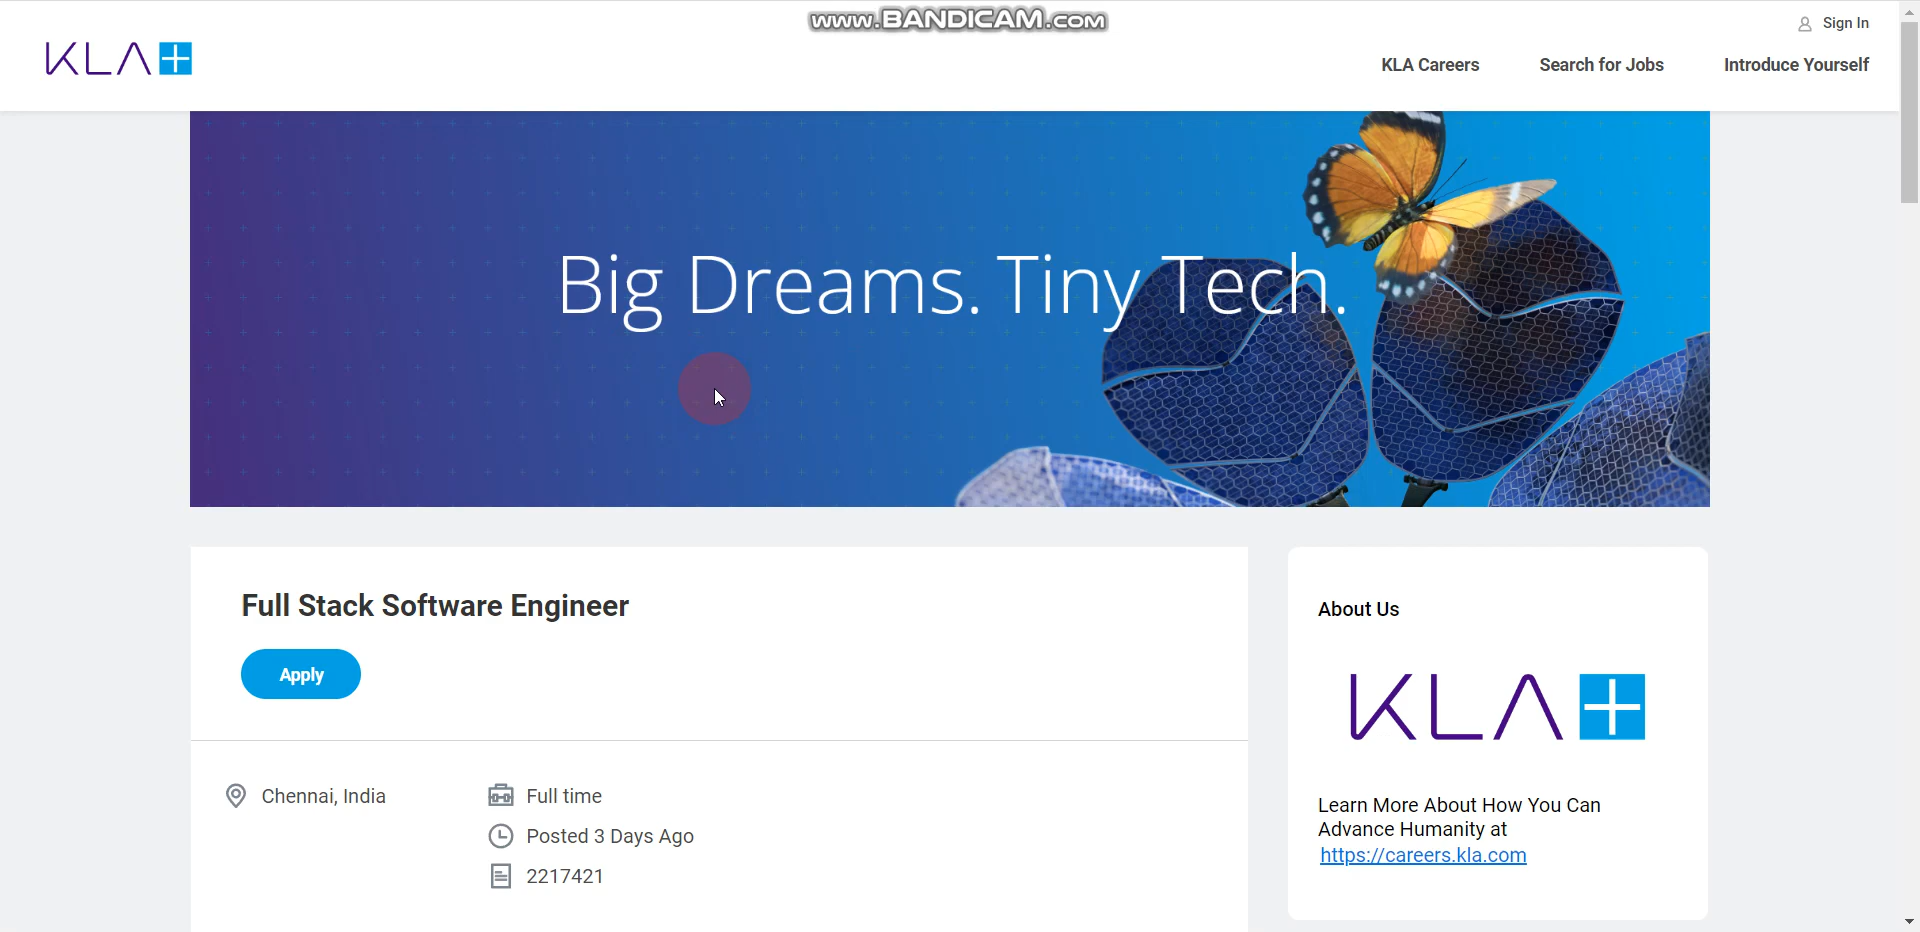 www.BANDICAM.com
Sign In
KLA
KLA Careers
Search for Jobs
Introduce Yourself
Big Dreams. Tiny Tech.
Full Stack Software Engineer
Apply
Chennai, India
Full time
Posted 3 Days Ago
2217421
About Us
KLA
Learn More About How You Can
Advance Humanity at
https://careers.kla.com